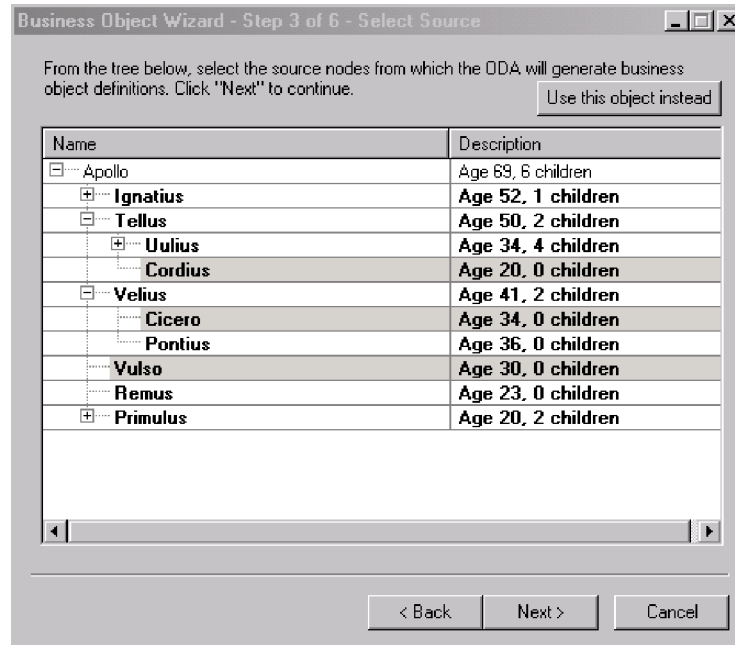 Business Object Wizard - Step 3 of 6 - Select Source
From the tree below, select the source nodes from which the ODA will generate business
object definitions. Click "Next" to continue.
Use this object instead
Name Description
Apollo Age 69, 6 children
Ignatius Age 52, 1 children
Tellus Age 50, 2 children
Uulius Age 34, 4 children
Cordius Age 20, 0 children
Velius Age 41, 2 children
Cicero Age 34, 0 children
Pontius Age 36, 0 children
Vulso Age 30, 0 children
Remus Age 23, 0 children
Primulus Age 20, 2 children
< Back Next > Cancel